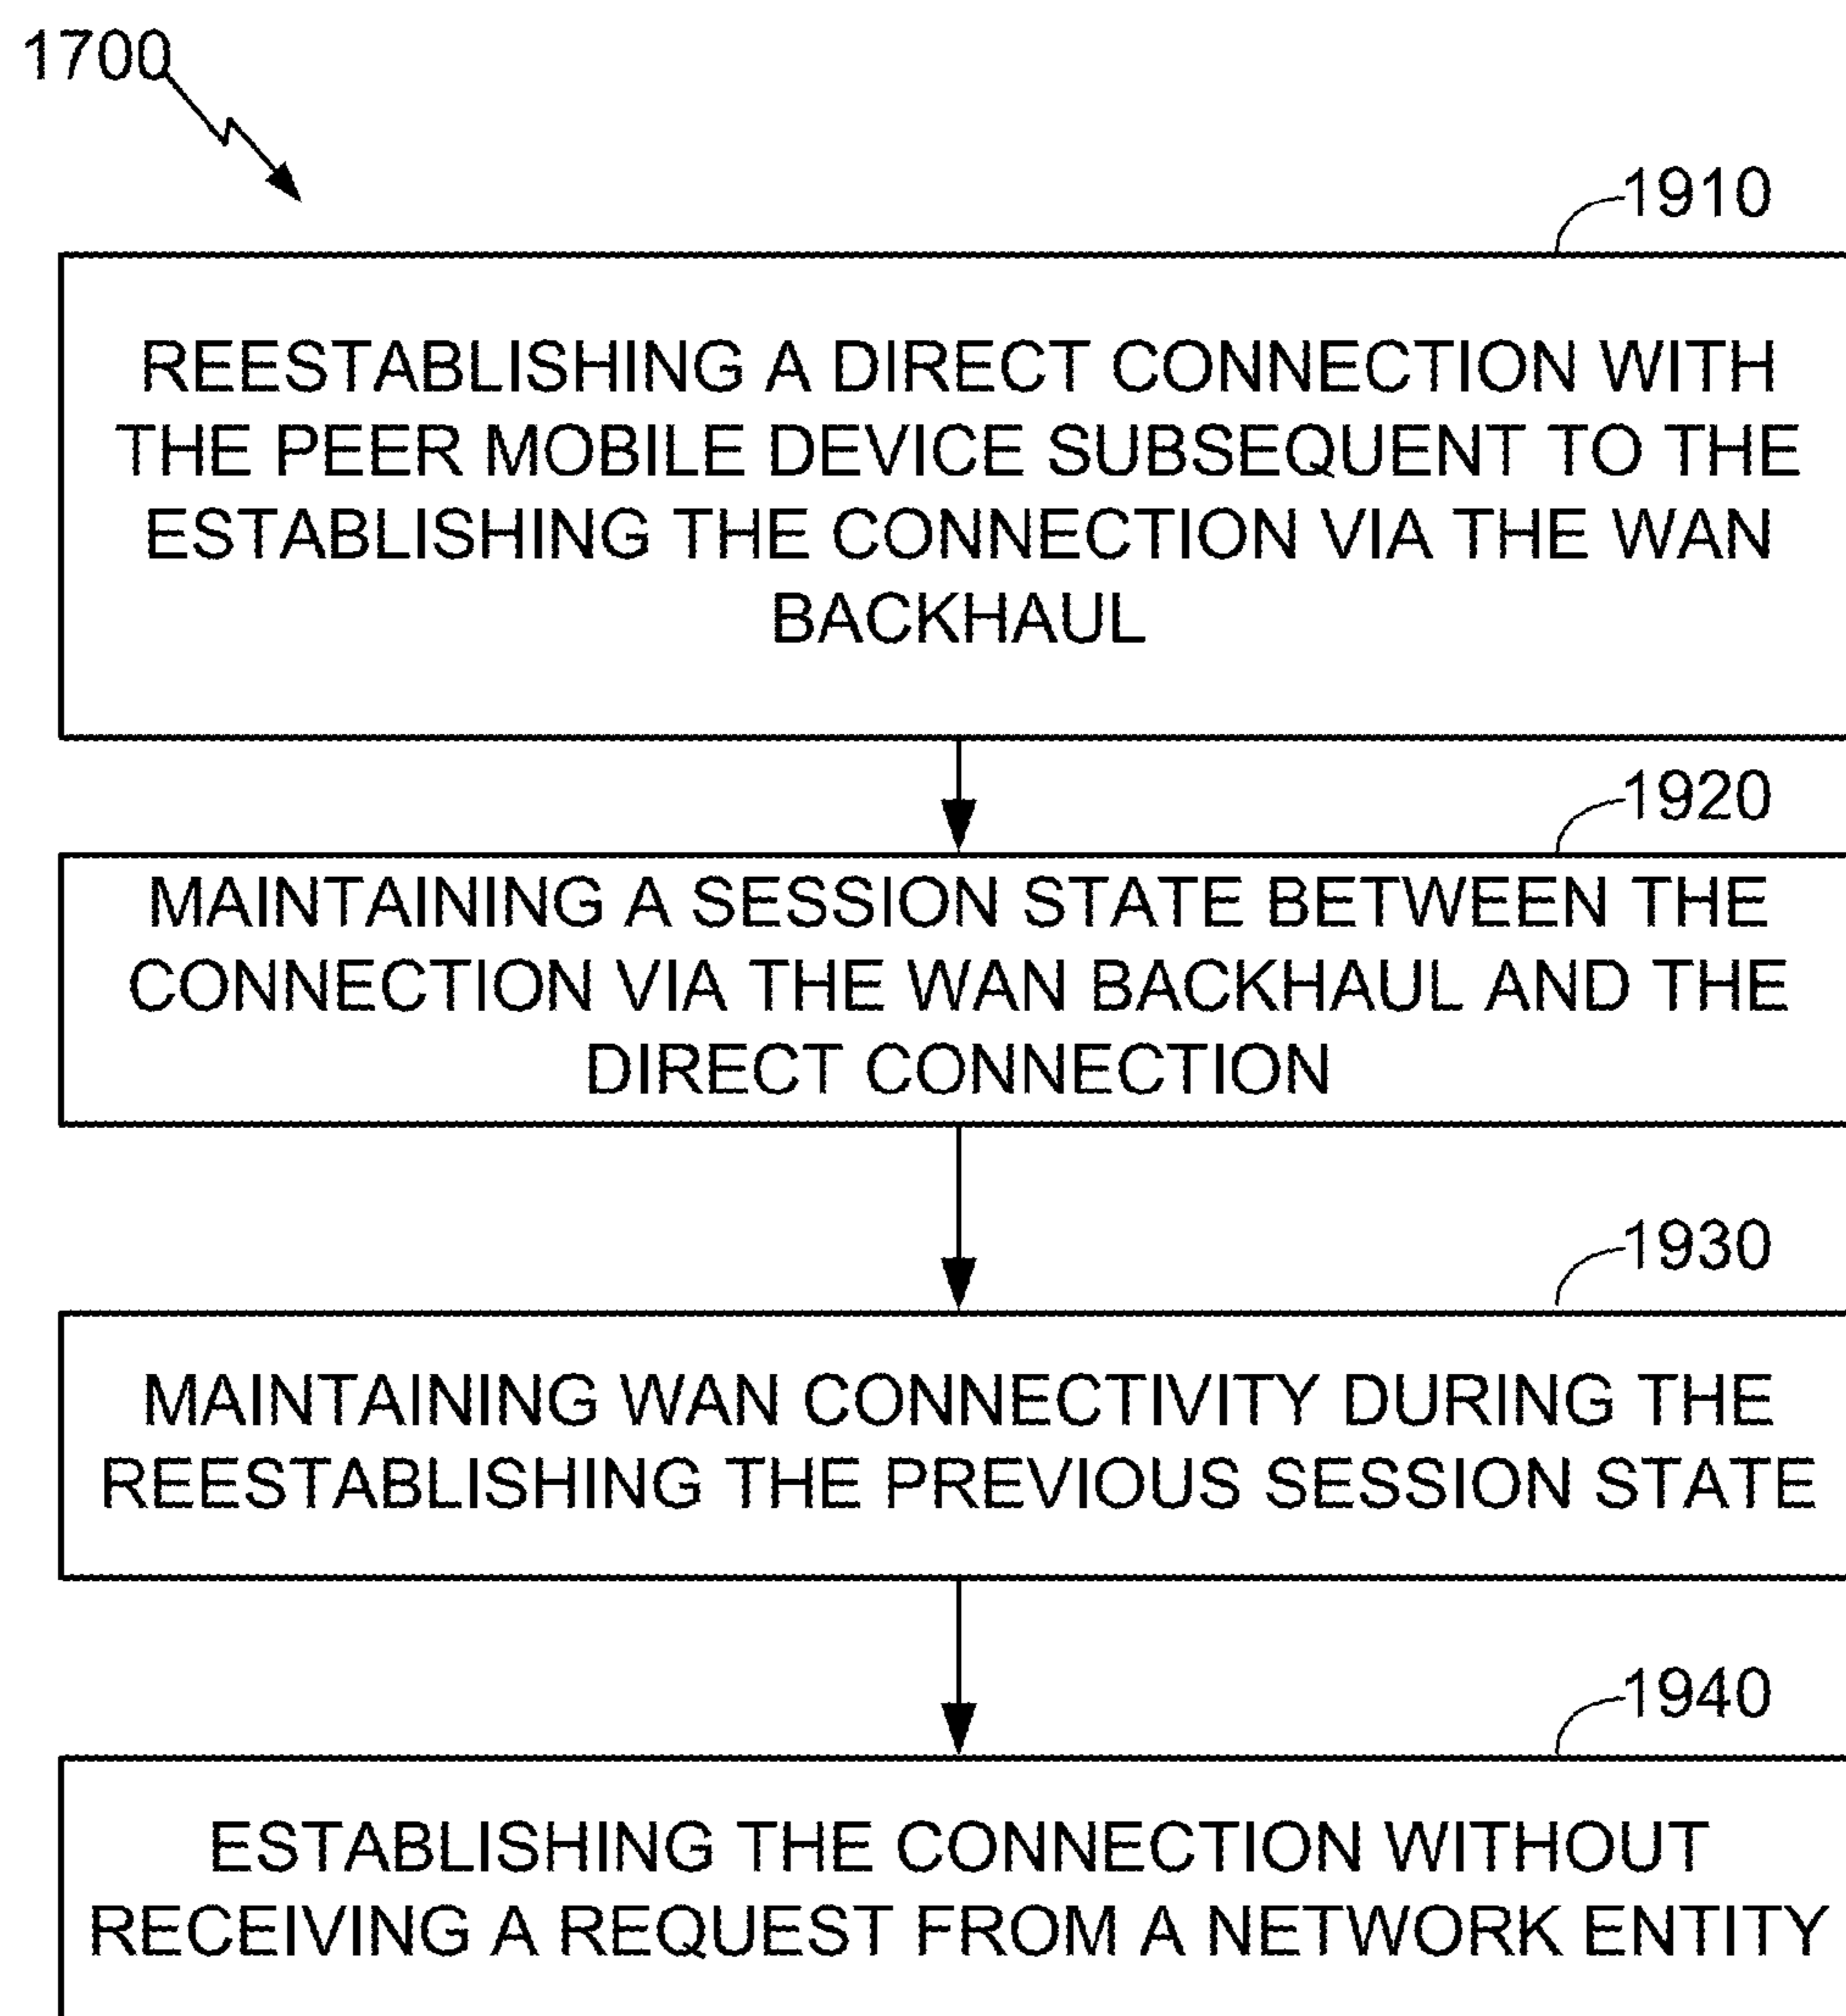 1700
1910
REESTABLISHING A DIRECT CONNECTION WITH
THE PEER MOBILE DEVICE SUBSEQUENT TO THE
ESTABLISHING THE CONNECTION VIA THE WAN
BACKHAUL
1920
MAINTAINING A SESSION STATE BETWEEN THE
CONNECTION VIA THE WAN BACKHAUL AND THE
DIRECT CONNECTION
1930
MAINTAINING WAN CONNECTIVITY DURING THE
REESTABLISHING THE PREVIOUS SESSION STATE
1940
ESTABLISHING THE CONNECTION WITHOUT
RECEIVING A REQUEST FROM A NETWORK ENTITY